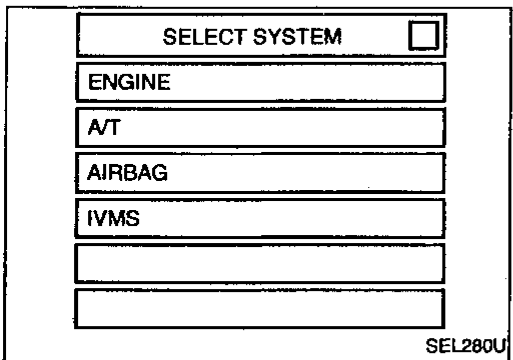 SELECT SYSTEM
ENGINE
A/T
AIRBAG
IVMS
SEL280U